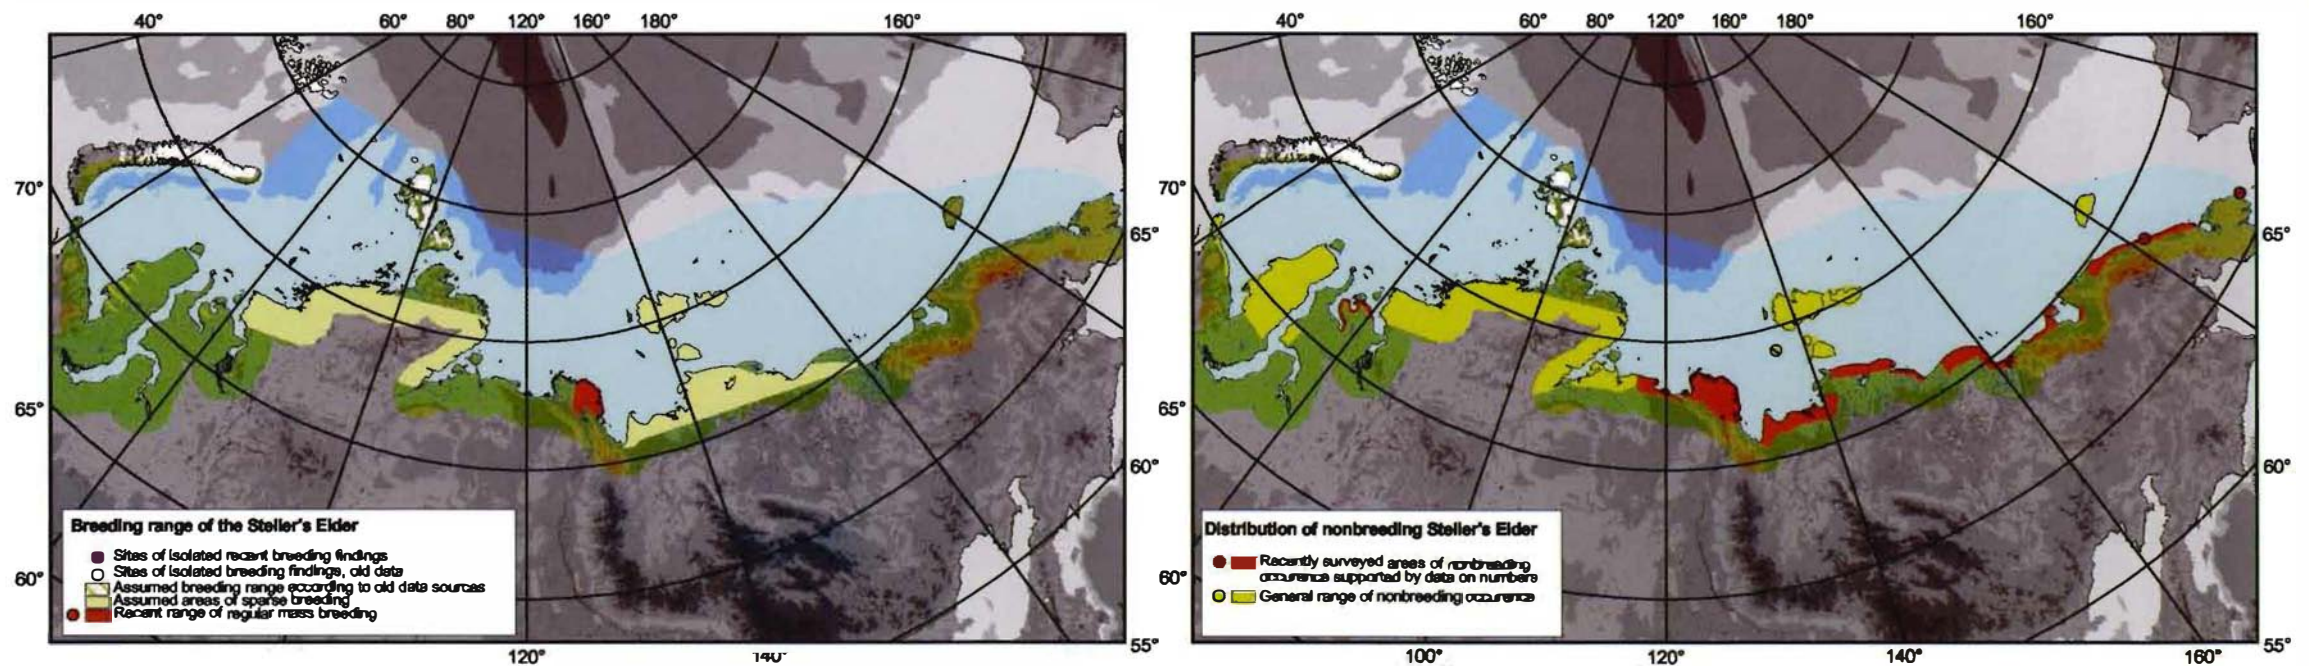 40° 60° 80° 120° 160° 180° 160°
40° 60° 80° 120° 160° 180° 160°
70°
70°
65°
65°
65°
65°
60°
60°
60°
60°
55°
55°
120° 140°
100° 120° 140° 160°
Breeding range of the Steller's Eider
Sites of isolated recent breeding findings
Sites of isolated breeding findings, old data
Assumed breeding range according to old data sources
Assumed areas of sparse breeding
Recent range of regular mass breeding
Distribution of nonbreeding Steller's Eider
Recently surveyed areas of nonbreeding
occurence supported by data on numbers
General range of nonbreeding occurence